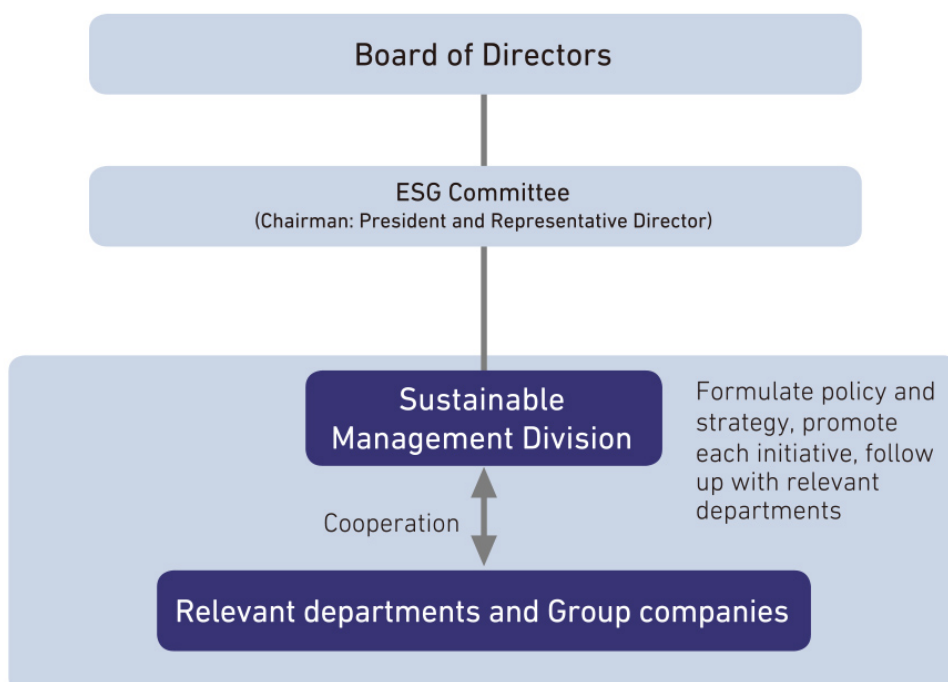 Board of Directors
ESG Committee
(Chairman: President and Representative Director)
Sustainable
Management Division
Formulate policy and
strategy, promote
each initiative, follow
up with relevant
departments
Cooperation
Relevant departments and Group companies